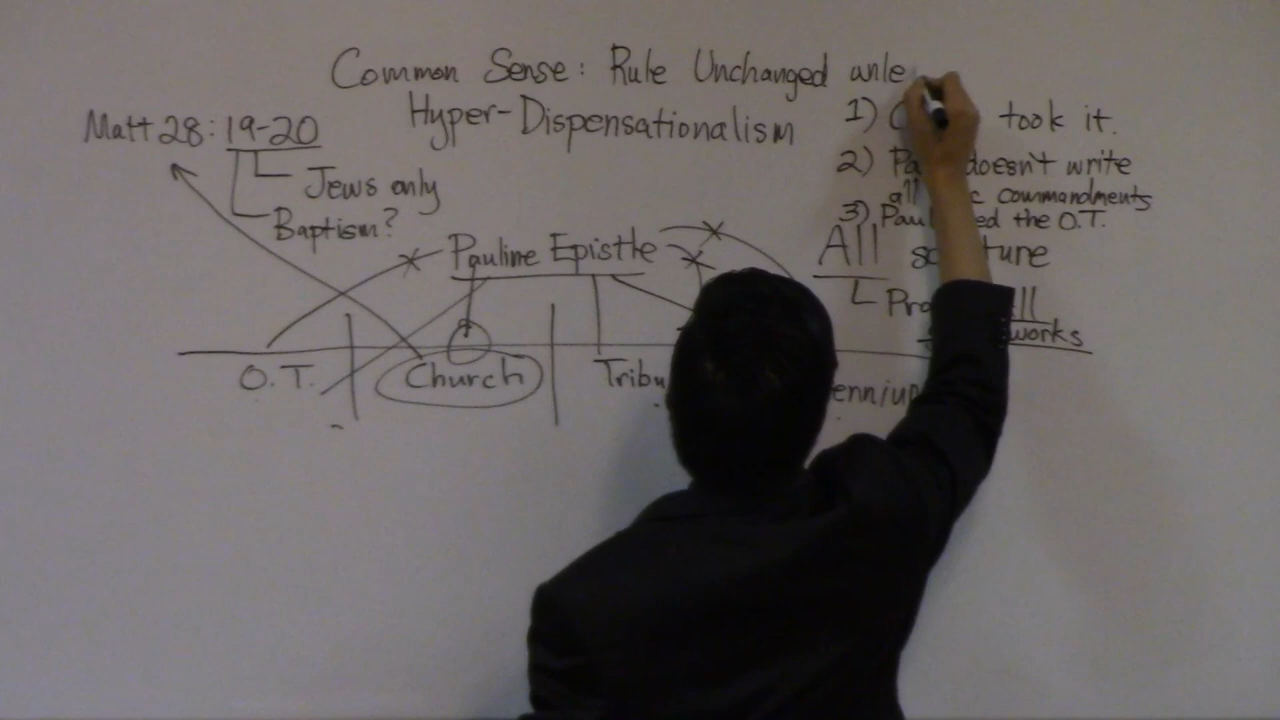 Common Sense: Rule Unchanged unle
Hyper-Dispensationalism
Matt 28:19-20
Jews only
Baptism?
1) took it.
2) doesn't write
commandments
3) the O.T.
All
Pauline Epistle
works
O.T.
Church
Tribu